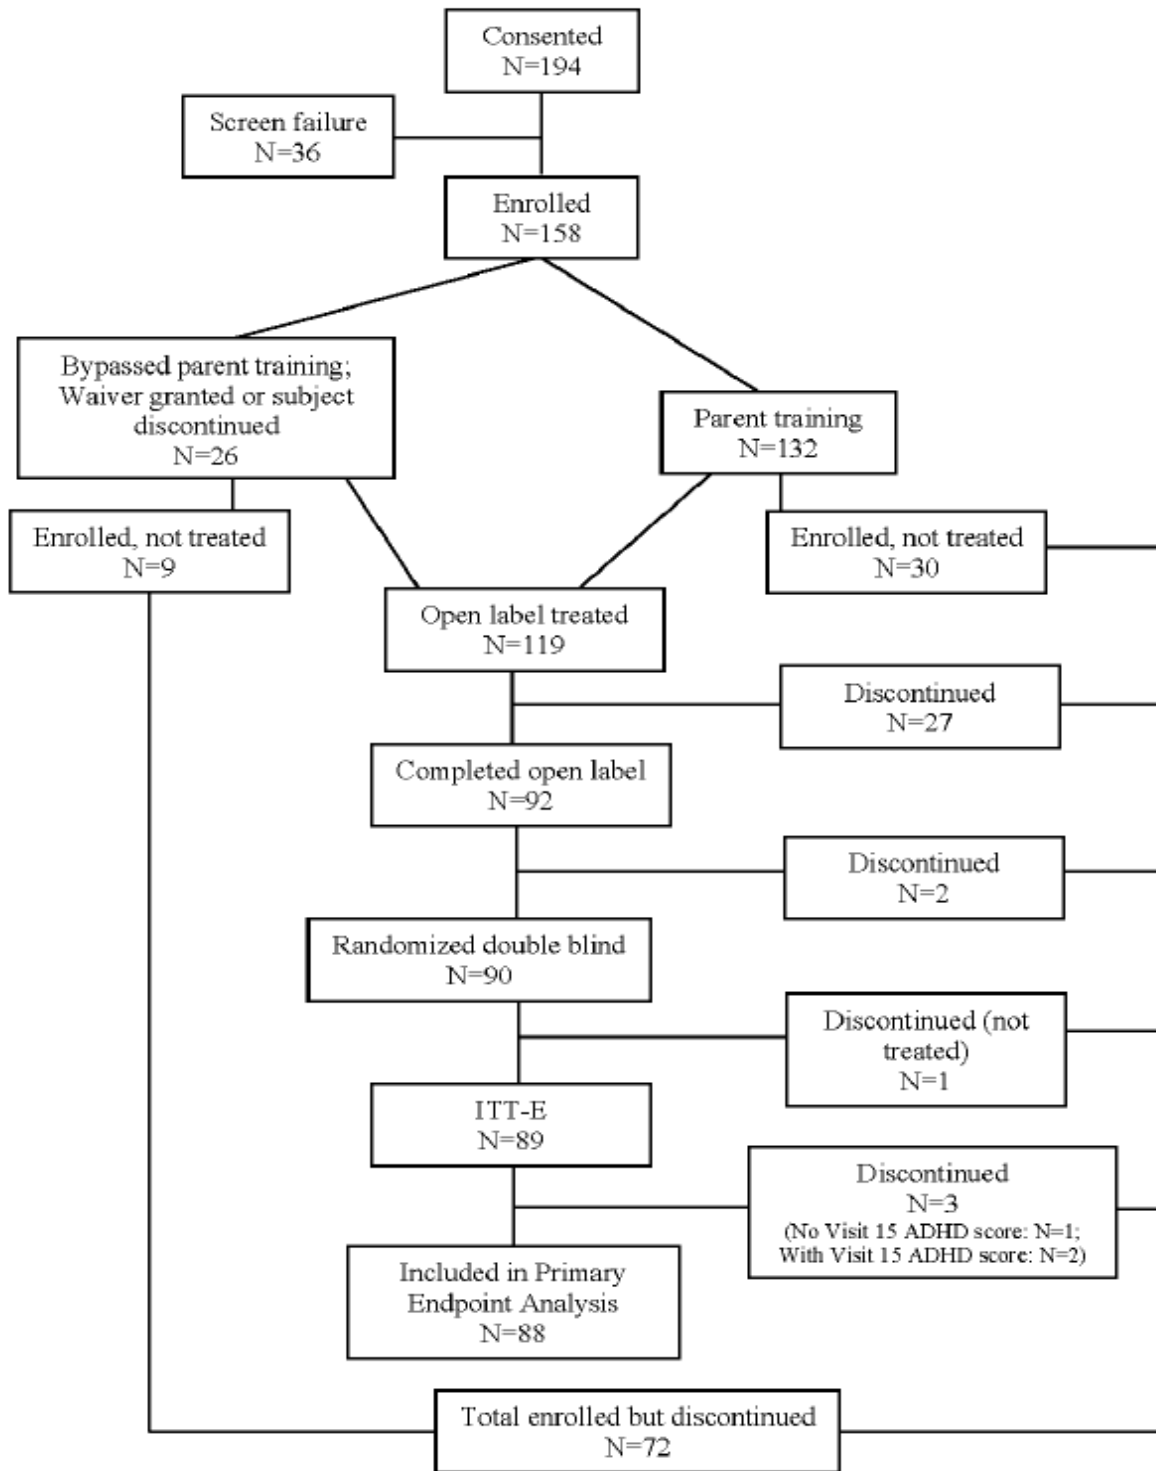 Consented
N=194
Screen failure
N=36
Enrolled
N=158
Bypassed parent training;
Waiver granted or subject
discontinued
N=26
Parent training
N=132
Enrolled, not treated
N=9
Enrolled, not treated
N=30
Open label treated
N=119
Discontinued
N=27
Completed open label
N=92
Discontinued
N=2
Randomized double blind
N=90
Discontinued (not
treated)
N=1
ITT-E
N=89
Discontinued
N=3
(No Visit 15 ADHD score: N=1;
With Visit 15 ADHD score: N=2)
Included in Primary
Endpoint Analysis
N=88
Total enrolled but discontinued
N=72